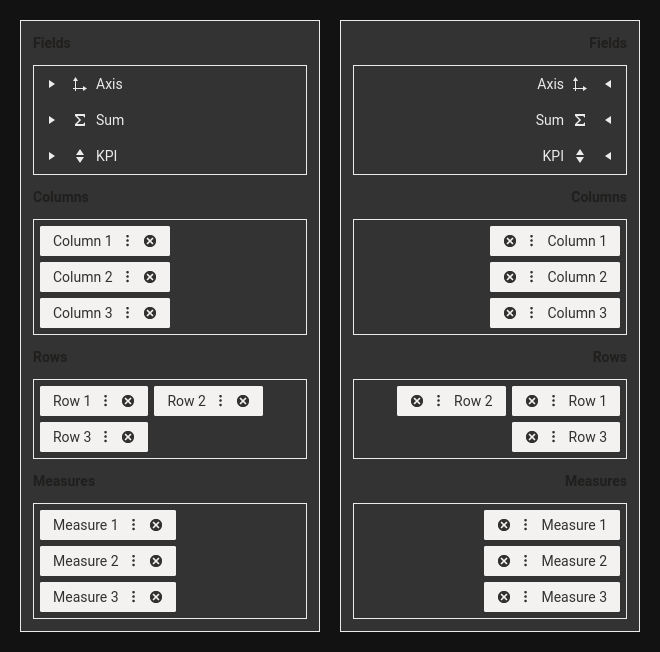 Fields
Axis
Sum
KPI
Columns
Column 1
Column 2
Column 3
Rows
Row 1 Row 2
Row 3
Measures
Measure 1
Measure 2
Measure 3
Fields
Axis
Sum
KPI
Columns
Column 1
Column 2
Column 3
Rows
Row 2 Row 1
Row 3
Measures
Measure 1
Measure 2
Measure 3